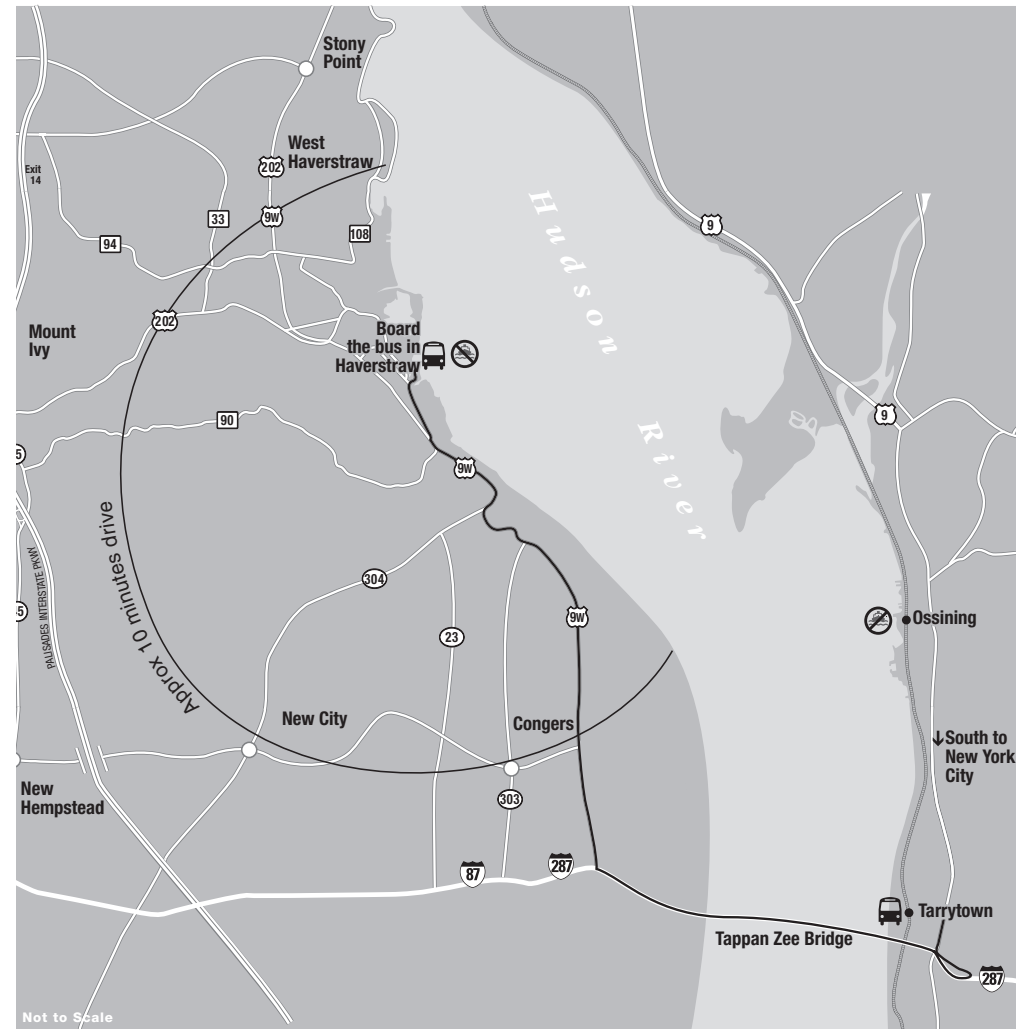 Stony
Point
West
Haverstraw
202
Exit
14
33
9W
108
94
9
Hudson
River
202
Mount
Ivy
Board
the bus in
Haverstraw
90
9
5
9W
Approx 10 minutes drive
PALISADES INTERSTATE PKWY
304
5
23
9W
Ossining
New City
Congers
South to
New York
City
New
Hempstead
303
87
287
Tarrytown
Tappan Zee Bridge
287
Not to Scale